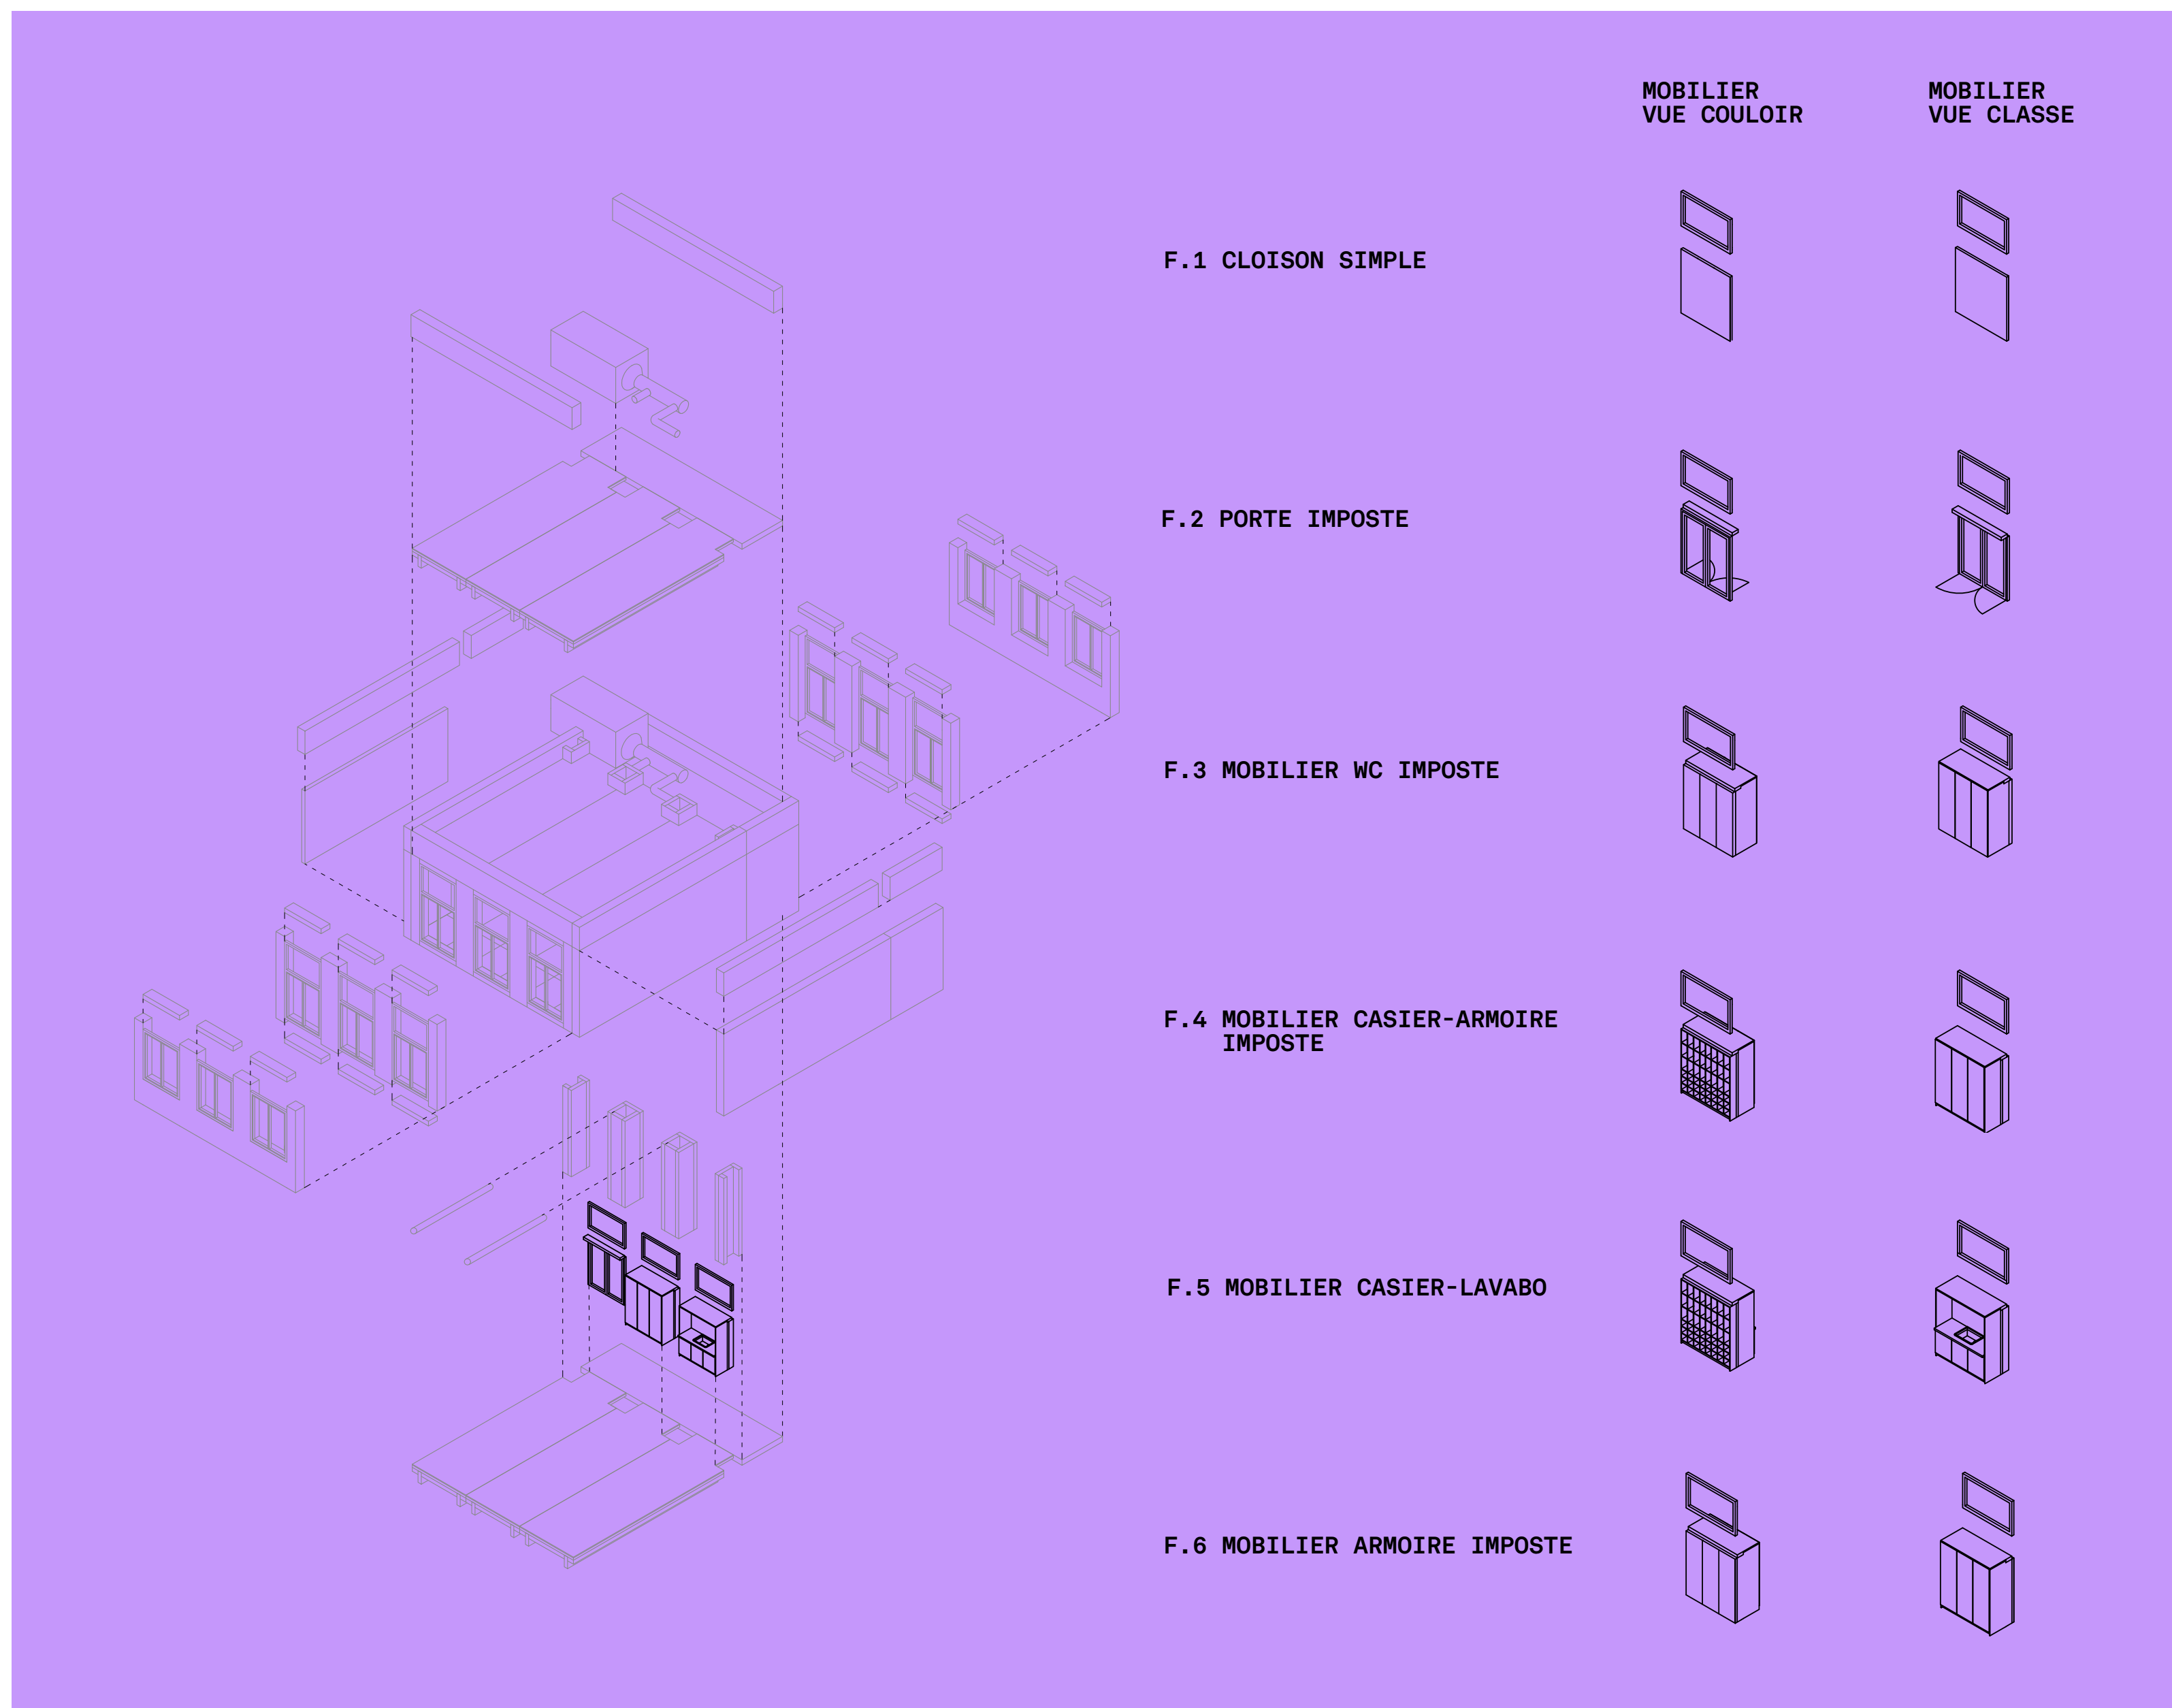 MOBILIER
VUE COULOIR
MOBILIER
VUE CLASSE
F.1 CLOISON SIMPLE
F.2 PORTE IMPOSTE
F.3 MOBILIER WC IMPOSTE
F.4 MOBILIER CASIER-ARMOIRE
IMPOSTE
F.5 MOBILIER CASIER-LAVABO
F.6 MOBILIER ARMOIRE IMPOSTE